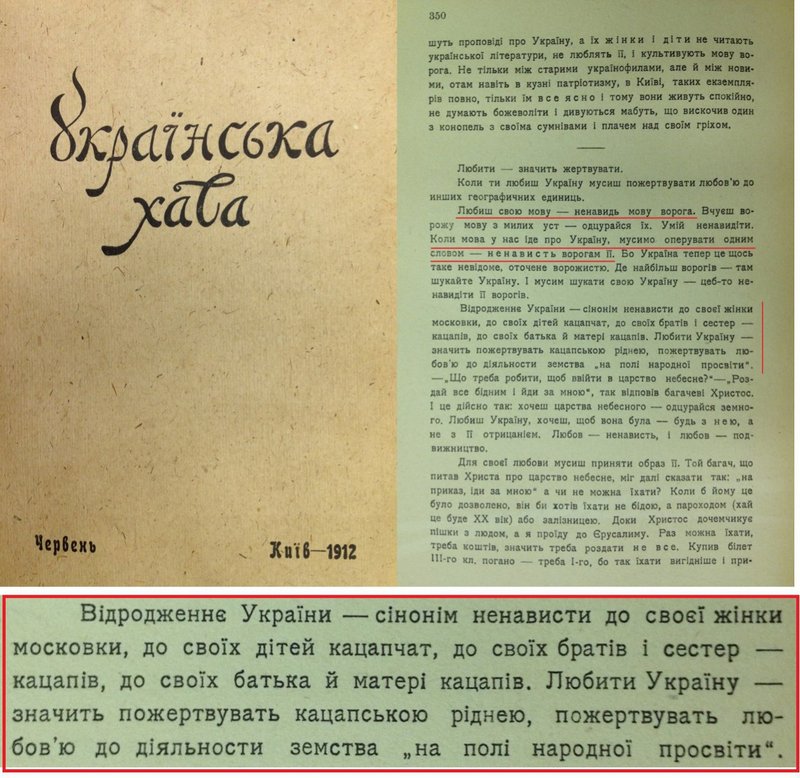 Українська
хата
Червень
Київ—1912
350
шуть проповіді про Україну, а їх жінки і діти не читають
української літератури, не люблять її, і культивують мову во-
рога. Не тільки між старими українофилами, але й між нови-
ми, отам навіть в кузні патріотизму, в Київі, таких екземпля-
рів повно, тільки їм все ясно і тому вони живуть спокійно,
не думають божеволіти і дивуються мабуть, що вискочив один
з конопель з своїма сумнівами і плачем над своїм гріхом.
Любити — значить жертвувати.
Коли ти любиш Україну мусиш пожертвувати любов'ю до
инших географичних единиць.
Любиш свою мову — ненавидь мову ворога. Вчуєш во-
рожу мову з милих уст — одцурайся їх. Умій ненавидіти.
Коли мова у нас іде про Україну, мусимо оперувати одним
словом — ненависть ворогам її. Бо Україна тепер це щось
таке невідоме, оточене ворожистю. Де найбільш ворогів — там
шукайте Україну. І мусим шукати свою Україну — цеб-то не-
навидіти її ворогів.
Відродженнє України — сінонім ненависти до своєї жінки
московки, до своїх дітей кацапчат, до своїх братів і сестер —
кацапів, до своїх батька й матері кацапів. Любити Україну —
значить пожертвувать кацапською ріднею, пожертвувать лю-
бов'ю до діяльности земства „на полі народної просвіти".
—„Що треба робити, щоб ввійти в царство небесне?"—„Роз-
дай все бідним і йди за мною", так відповів багачеві Христос.
І це дійсно так: хочеш царства небесного — одцурайся земно-
го. Любиш Україну, хочеш, щоб вона була — будь з нею, а
не з її отрицанієм. Любов — ненависть, і любов — под-
вижництво.
Для своєї любови мусиш приняти образ її. Той багач, що
питав Христа про царство небесне, міг далі сказати так: „на
приказ, іди за мною" а чи не можна їхати? Коли б йому це
було дозволено, він би хотів їхати не бідою, а пароходом (хай
це буде XX вік) або залізницею. Доки Христос дочемчикує
пішки з людом, а я проїду до Єрусалиму. Раз можна їхати,
треба коштів, значить треба роздати не все. Купив білет
III-го кл. погано — треба І-го, бо так їхати вигідніше і при-
Відродженнє України — сінонім ненависти до своєї жінки
московки, до своїх дітей кацапчат, до своїх братів і сестер —
кацапів, до своїх батька й матері кацапів. Любити Україну —
значить пожертвувать кацапською ріднею, пожертвувать лю-
бов'ю до діяльности земства „на полі народної просвіти".